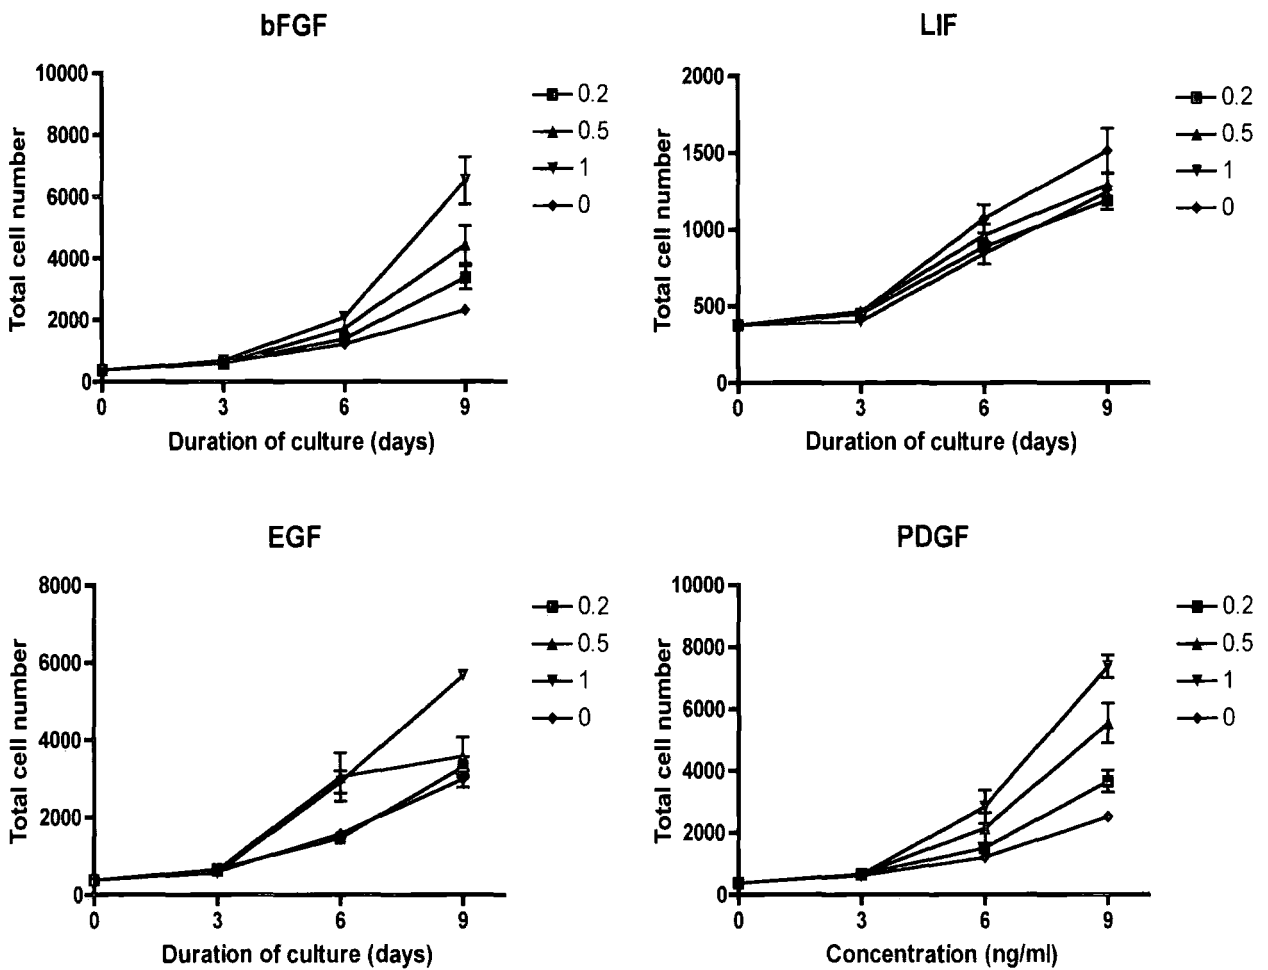 bFGF
Total cell number
10000
8000
6000
4000
2000
0
0 3 6 9
Duration of culture (days)
0.2
0.5
1
0
LIF
Total cell number
2000
1500
1000
500
0
0 3 6 9
Duration of culture (days)
0.2
0.5
1
0
EGF
Total cell number
8000
6000
4000
2000
0
0 3 6 9
Duration of culture (days)
0.2
0.5
1
0
PDGF
Total cell number
10000
8000
6000
4000
2000
0
0 3 6 9
Concentration (ng/ml)
0.2
0.5
1
0